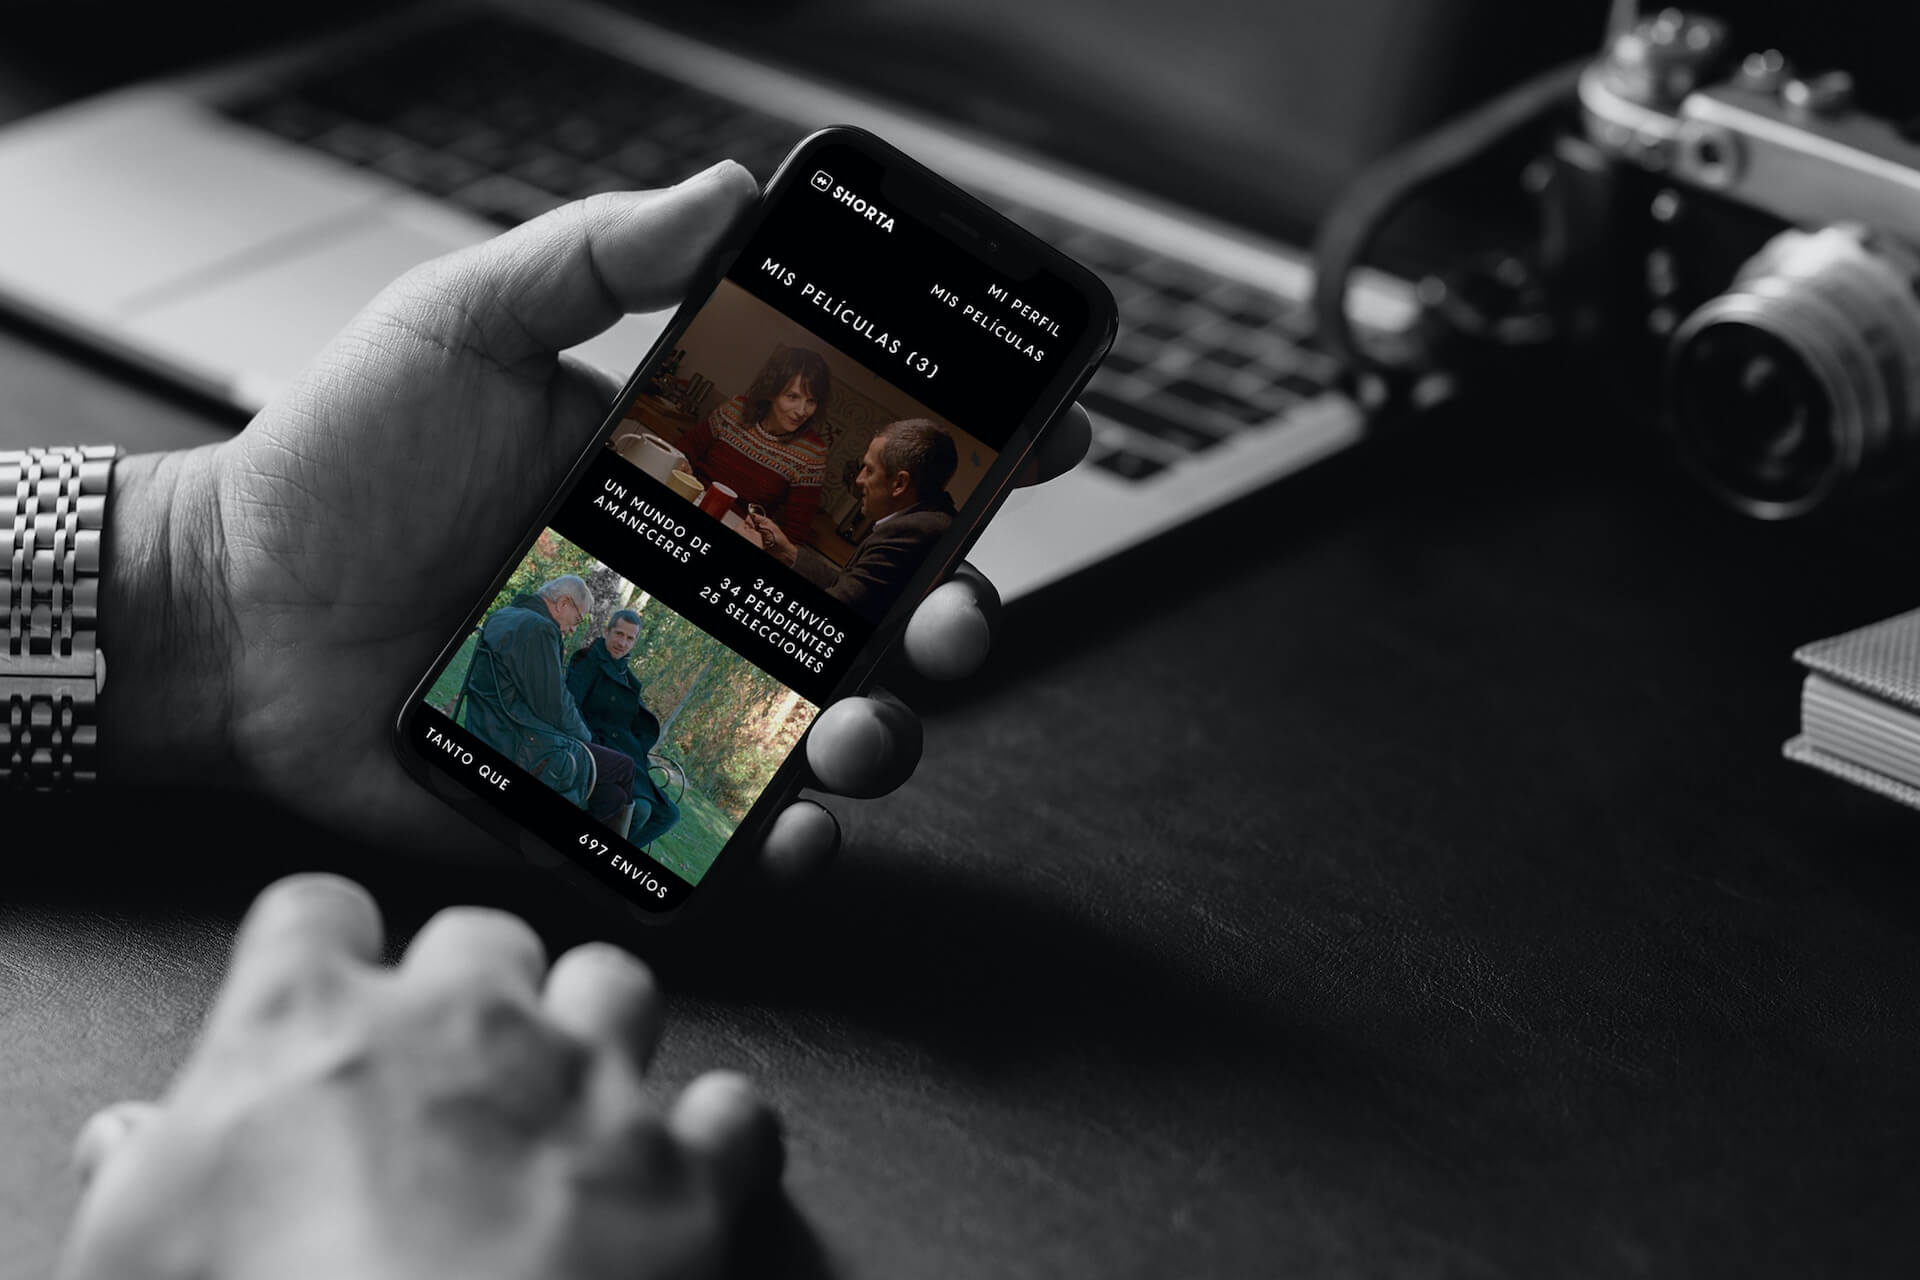 SHORTA
MI PERFIL
MIS PELÍCULAS
MIS PELÍCULAS (3)
UN MUNDO DE
AMANECERES
343 ENVÍOS
34 PENDIENTES
25 SELECCIONES
TANTO QUE
697 ENVÍOS